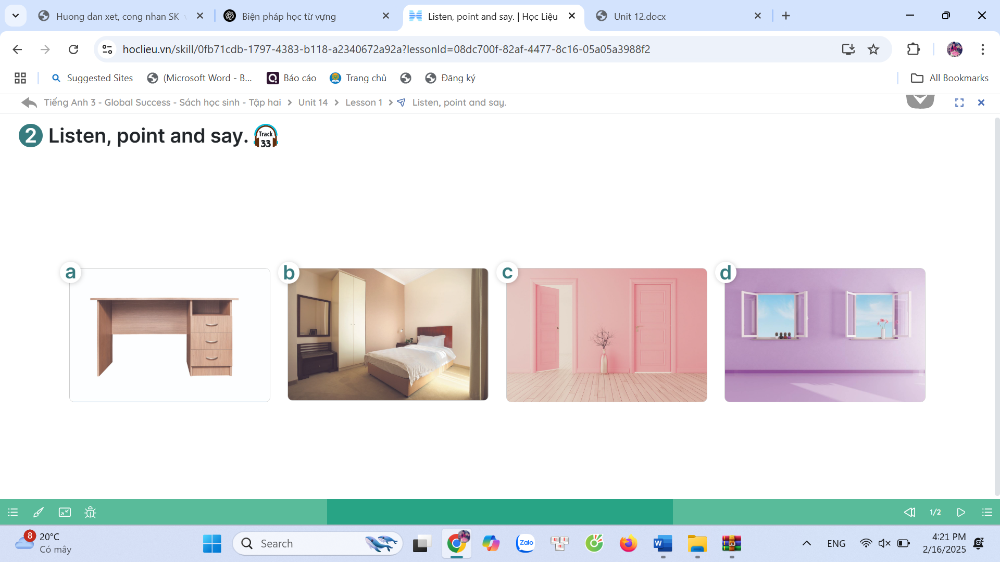 Huong dan xet, cong nhan SK
Biện pháp học từ vựng
Listen, point and say. | Học Liệu
Unit 12.docx
hoclieu.vn/skill/0fb71cdb-1797-4383-b118-a2340672a92a?lessonId=08dc700f-82af-4477-8c16-05a05a3988f2
Suggested Sites
(Microsoft Word - B...
Báo cáo
Trang chủ
Đăng ký
All Bookmarks
Tiếng Anh 3 - Global Success - Sách học sinh - Tập hai > Unit 14 > Lesson 1 > Listen, point and say.
2 Listen, point and say. Track 33
a
b
c
d
1/2
8
20°C
Có mây
Search
Zalo
u i n
W
ENG
4:21 PM
2/16/2025